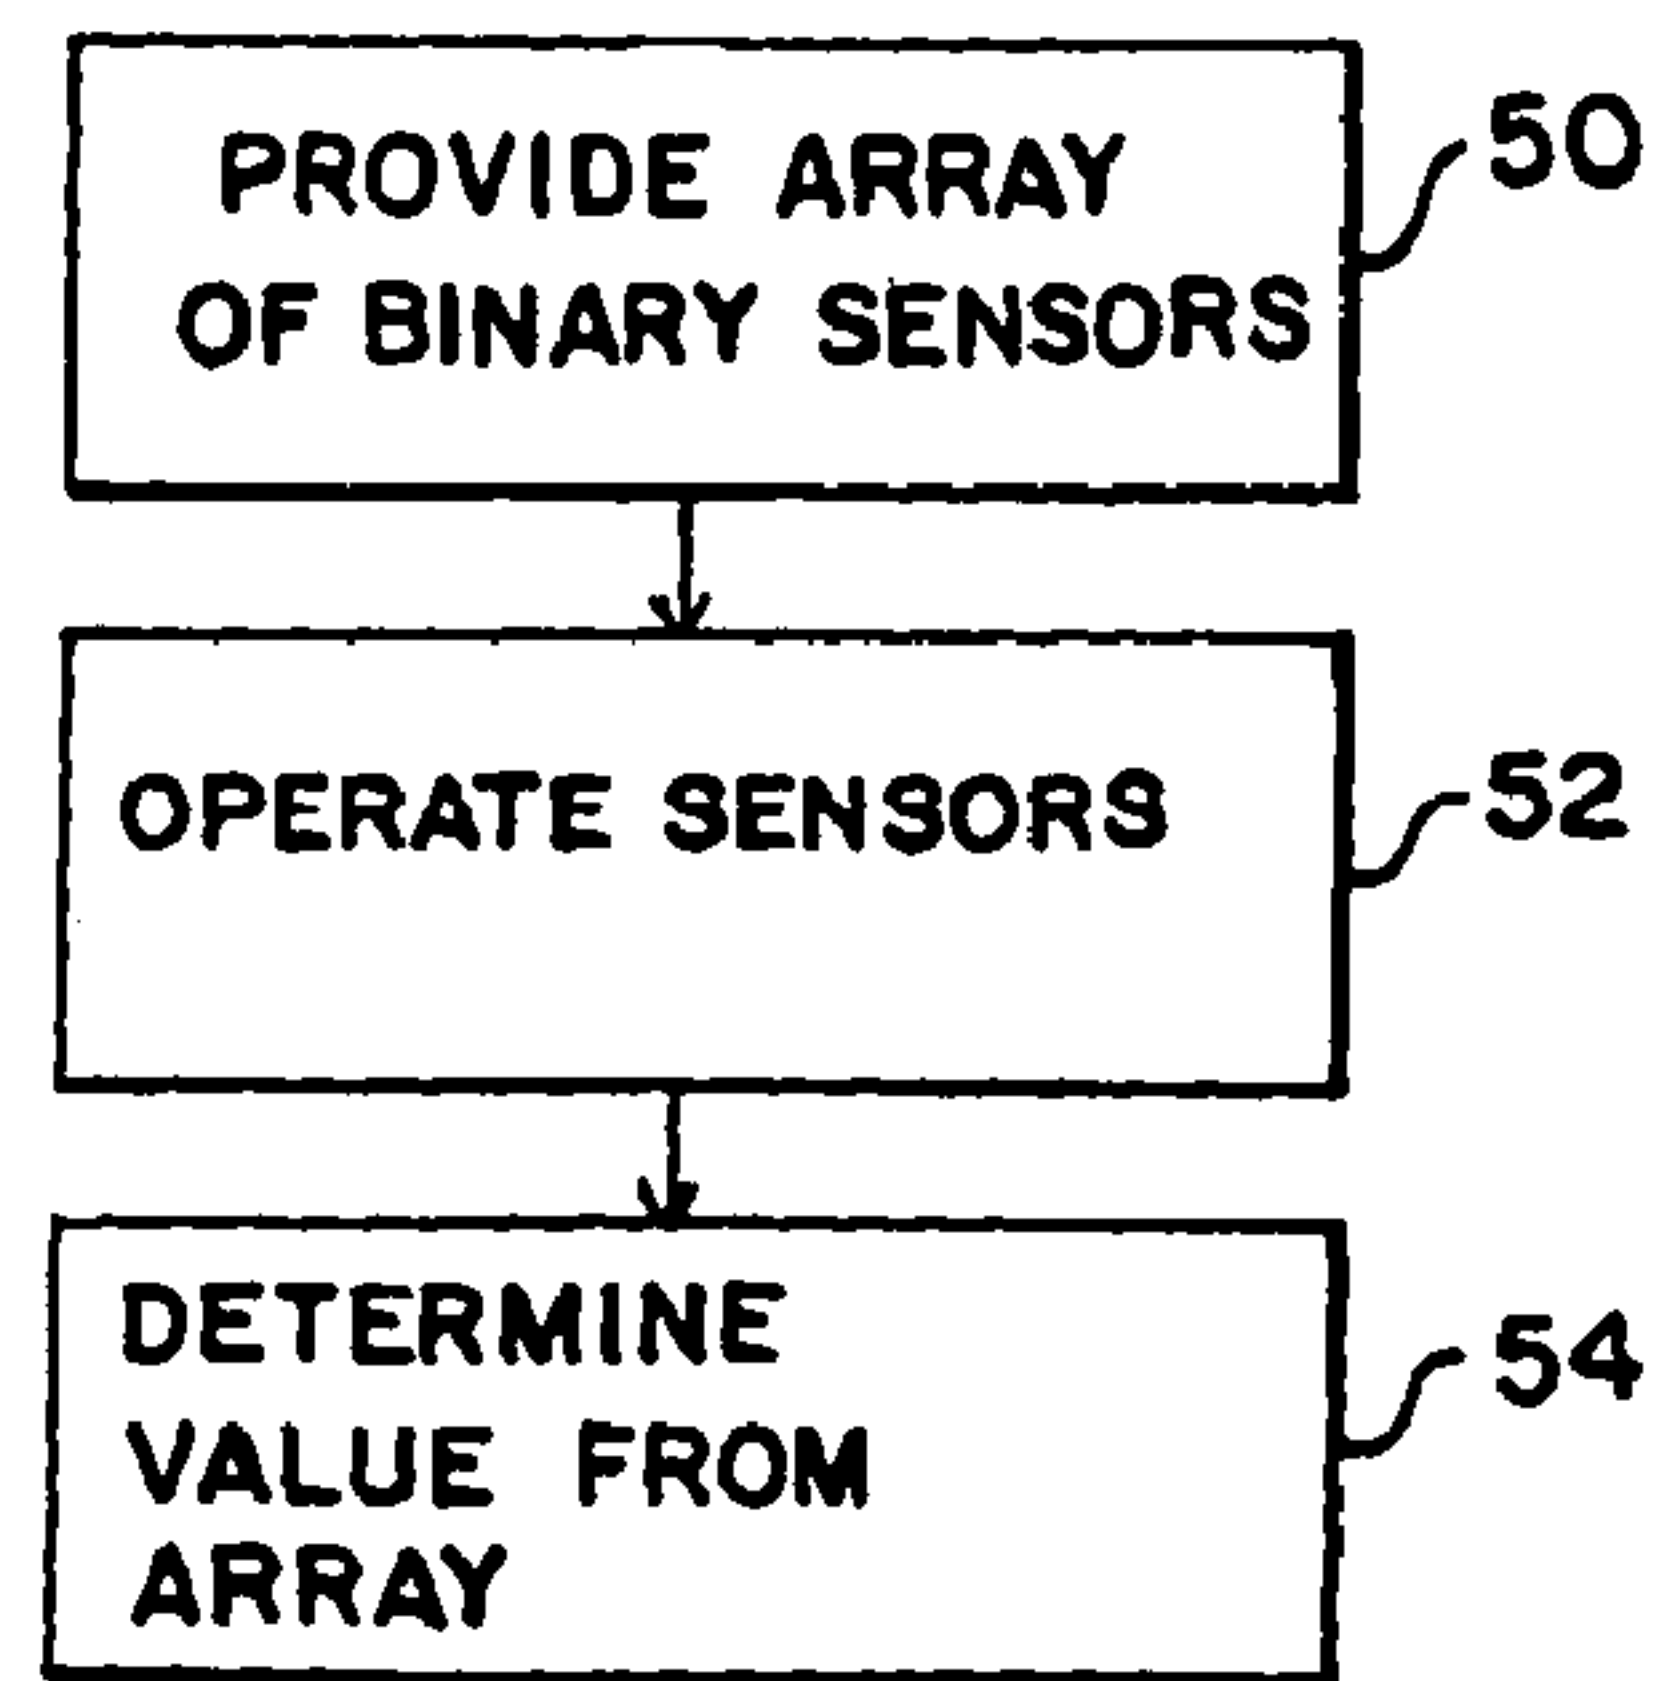 PROVIDE ARRAY
OF BINARY SENSORS
50
OPERATE SENSORS
52
DETERMINE
VALUE FROM
ARRAY
54